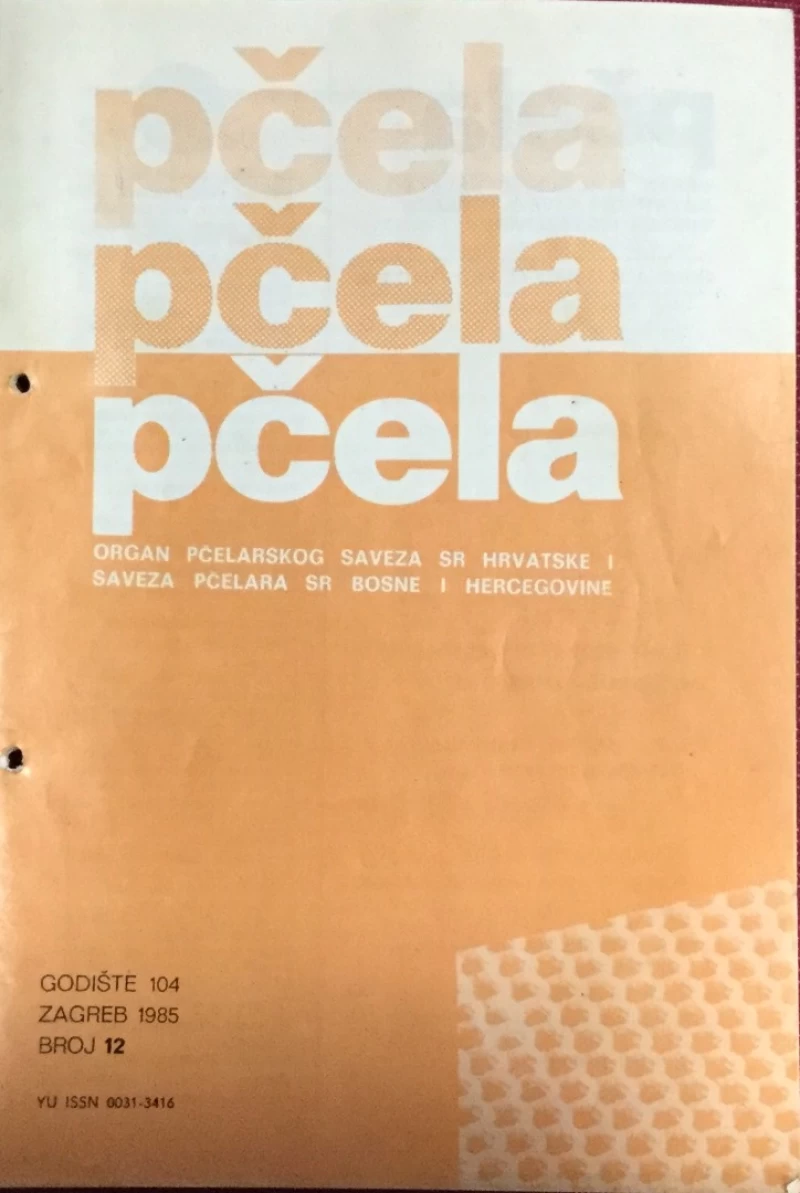 pčela
pčela
pčela
ORGAN PČELARSKOG SAVEZA SR HRVATSKE I
SAVEZA PČELARA SR BOSNE I HERCEGOVINE
GODIŠTE 104
ZAGREB 1985
BROJ 12
YU ISSN 0031-3416